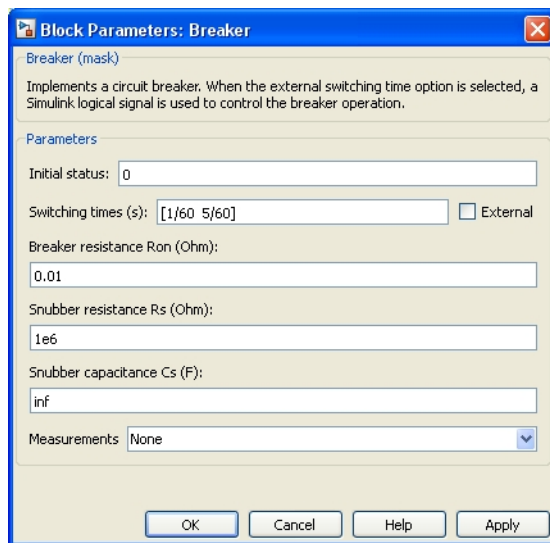 Block Parameters: Breaker
Breaker (mask)
Implements a circuit breaker. When the external switching time option is selected, a
Simulink logical signal is used to control the breaker operation.
Parameters
Initial status: 0
Switching times (s): [1/60 5/60] External
Breaker resistance Ron (Ohm):
0.01
Snubber resistance Rs (Ohm):
1e6
Snubber capacitance Cs (F):
inf
Measurements None
OK Cancel Help Apply